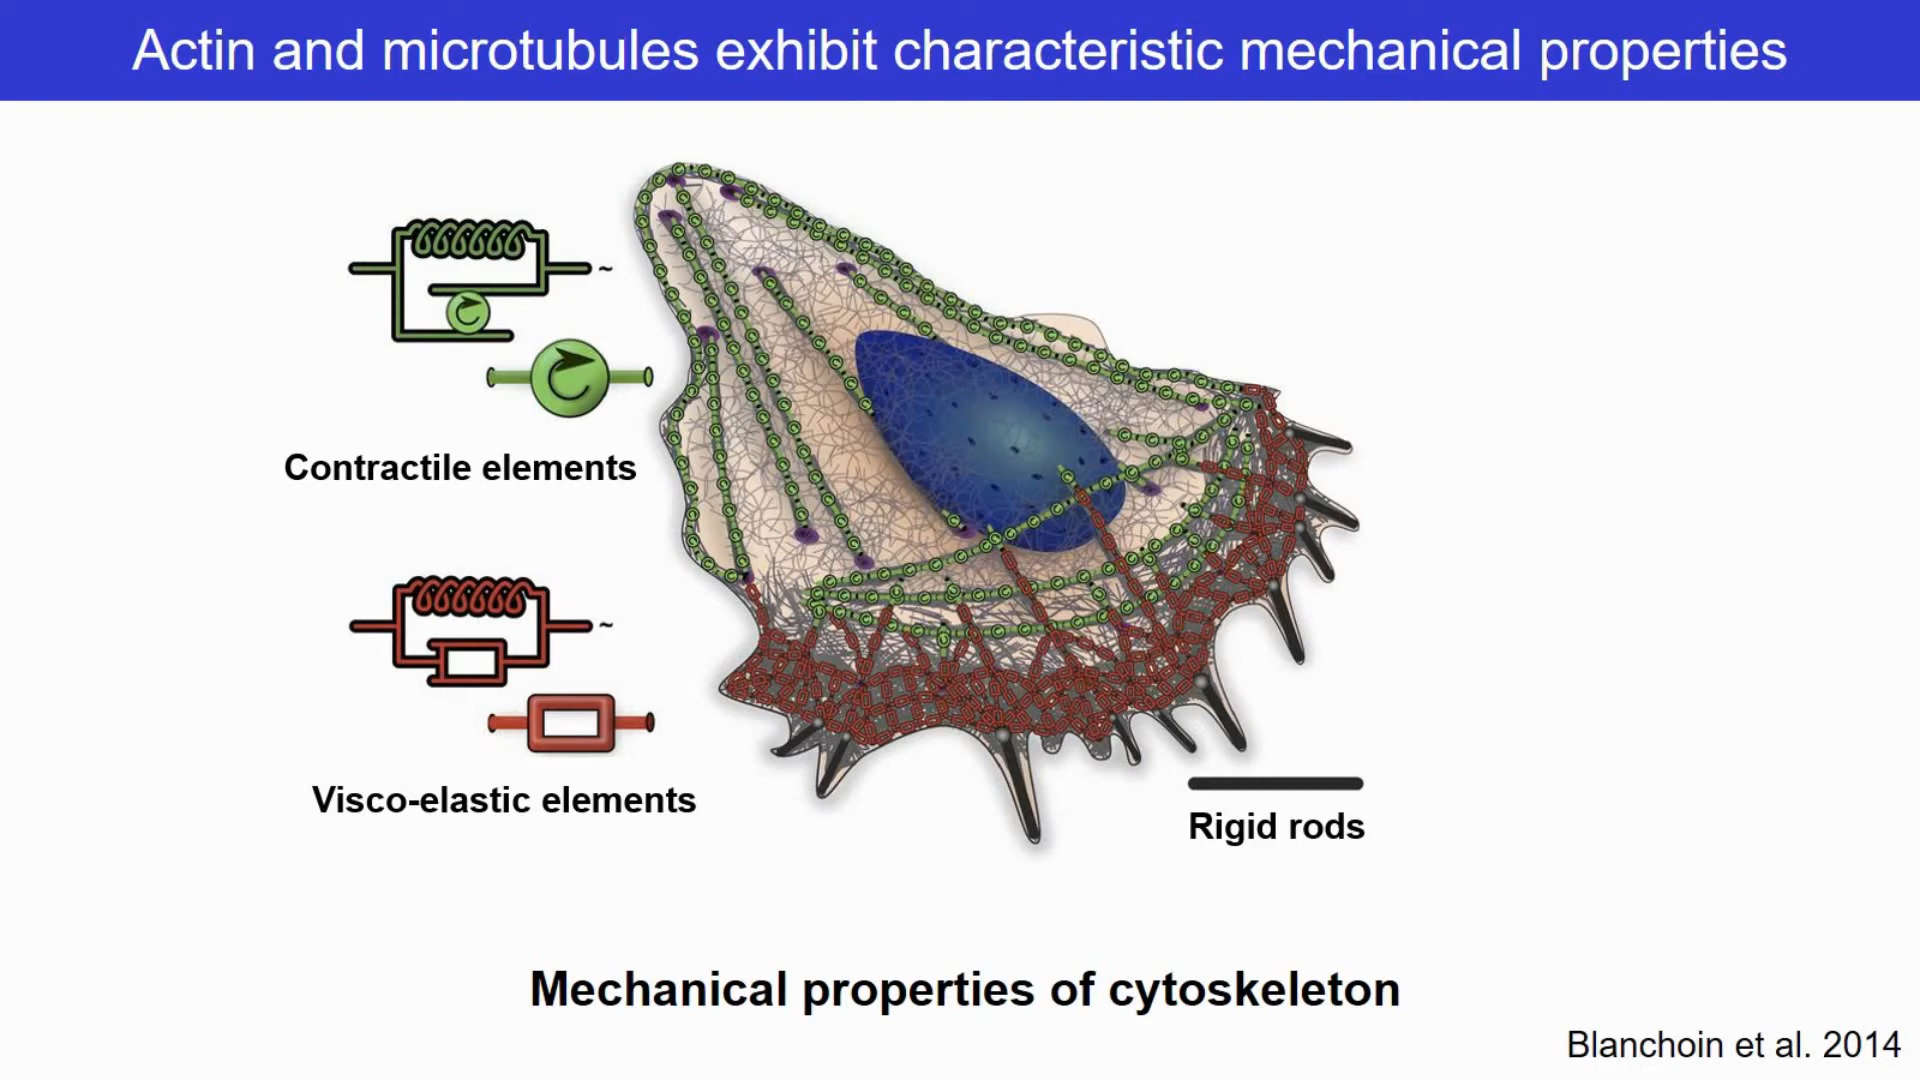 Actin and microtubules exhibit characteristic mechanical properties
~
Contractile elements
~
Visco-elastic elements
Rigid rods
Mechanical properties of cytoskeleton
Blanchoin et al. 2014